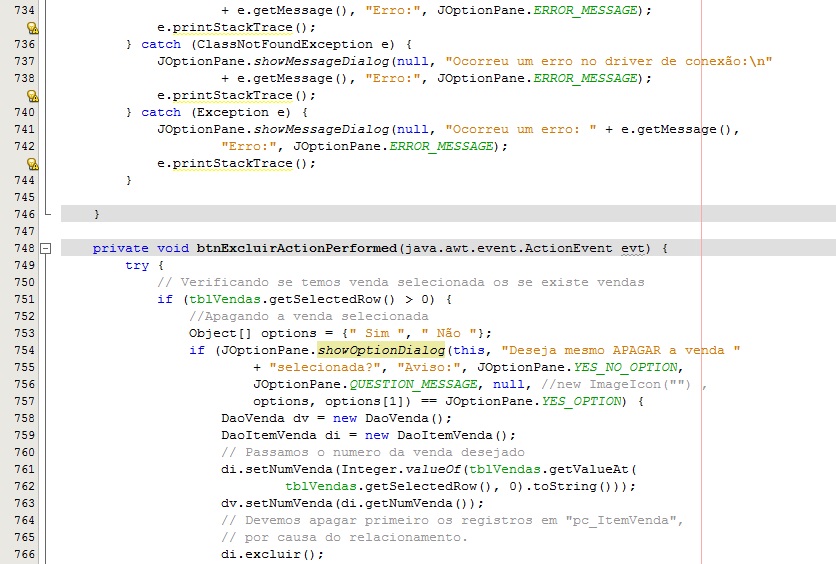 734                     + e.getMessage(), "Erro:", JOptionPane.ERROR_MESSAGE);
            e.printStackTrace();
736         } catch (ClassNotFoundException e) {
737             JOptionPane.showMessageDialog(null, "Ocorreu um erro no driver de conexão:\n"
738                     + e.getMessage(), "Erro:", JOptionPane.ERROR_MESSAGE);
            e.printStackTrace();
740         } catch (Exception e) {
741             JOptionPane.showMessageDialog(null, "Ocorreu um erro: " + e.getMessage(),
742                     "Erro:", JOptionPane.ERROR_MESSAGE);
            e.printStackTrace();
744         }
745
746     }
747
748     private void btnExcluirActionPerformed(java.awt.event.ActionEvent evt) {
749         try {
750             // Verificando se temos venda selecionada os se existe vendas
751             if (tblVendas.getSelectedRow() > 0) {
752                 //Apagando a venda selecionada
753                 Object[] options = {" Sim ", " Não "};
754                 if (JOptionPane.showOptionDialog(this, "Deseja mesmo APAGAR a venda "
755                         + "selecionada?", "Aviso:", JOptionPane.YES_NO_OPTION,
756                         JOptionPane.QUESTION_MESSAGE, null, //new ImageIcon("") ,
757                         options, options[1]) == JOptionPane.YES_OPTION) {
758                     DaoVenda dv = new DaoVenda();
759                     DaoItemVenda di = new DaoItemVenda();
760                     // Passamos o numero da venda desejado
761                     di.setNumVenda(Integer.valueOf(tblVendas.getValueAt(
762                             tblVendas.getSelectedRow(), 0).toString()));
763                     dv.setNumVenda(di.getNumVenda());
764                     // Devemos apagar primeiro os registros em "pc_ItemVenda",
765                     // por causa do relacionamento.
766                     di.excluir();